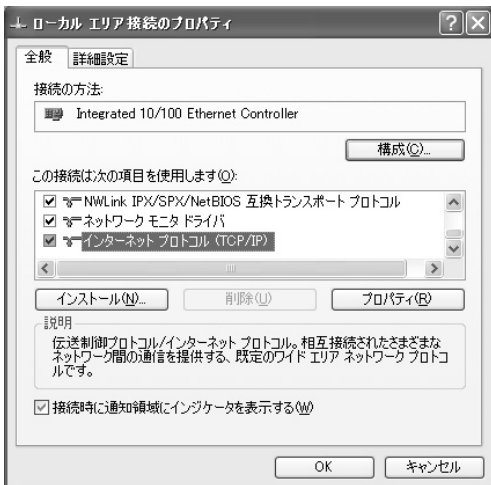 ローカル エリア接続のプロパティ
全般 詳細設定
接続の方法:
Integrated 10/100 Ethernet Controller
構成(C)...
この接続は次の項目を使用します(O):
NWLink IPX/SPX/NetBIOS 互換トランスポート プロトコル
ネットワーク モニタ ドライバ
インターネット プロトコル (TCP/IP)
インストール(N)... 削除(U) プロパティ(R)
説明
伝送制御プロトコル/インターネット プロトコル。相互接続されたさまざまな
ネットワーク間の通信を提供する、既定のワイド エリア ネットワーク プロトコ
ルです。
接続時に通知領域にインジケータを表示する(W)
OK キャンセル